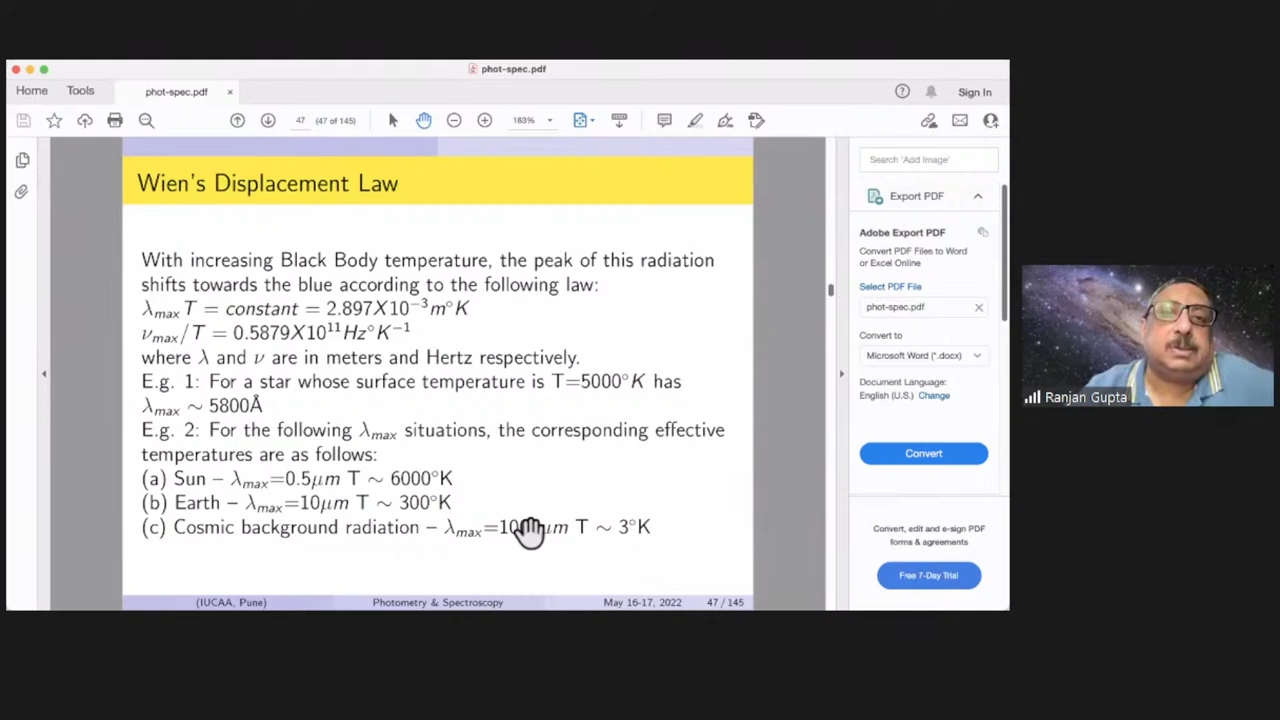 phot-spec.pdf
Home Tools phot-spec.pdf × Sign In
47 (47 of 145) 163%
Wien's Displacement Law
With increasing Black Body temperature, the peak of this radiation
shifts towards the blue according to the following law:
λmax T = constant = 2.897X10⁻³m°K
νmax/T = 0.5879X10¹¹Hz°K⁻¹
where λ and ν are in meters and Hertz respectively.
E.g. 1: For a star whose surface temperature is T=5000°K has
λmax ∼ 5800Å
E.g. 2: For the following λmax situations, the corresponding effective
temperatures are as follows:
(a) Sun – λmax=0.5μm T ∼ 6000°K
(b) Earth – λmax=10μm T ∼ 300°K
(c) Cosmic background radiation – λmax= μm T ∼ 3°K
(IUCAA, Pune) Photometry & Spectroscopy May 16-17, 2022 47 / 145
Search 'Add Image'
Export PDF
Adobe Export PDF
Convert PDF Files to Word
or Excel Online
Select PDF File
phot-spec.pdf
Convert to
Microsoft Word (*.docx)
Document Language:
English (U.S.) Change
Convert
Convert, edit and e-sign PDF
forms & agreements
Free 7-Day Trial
Ranjan Gupta